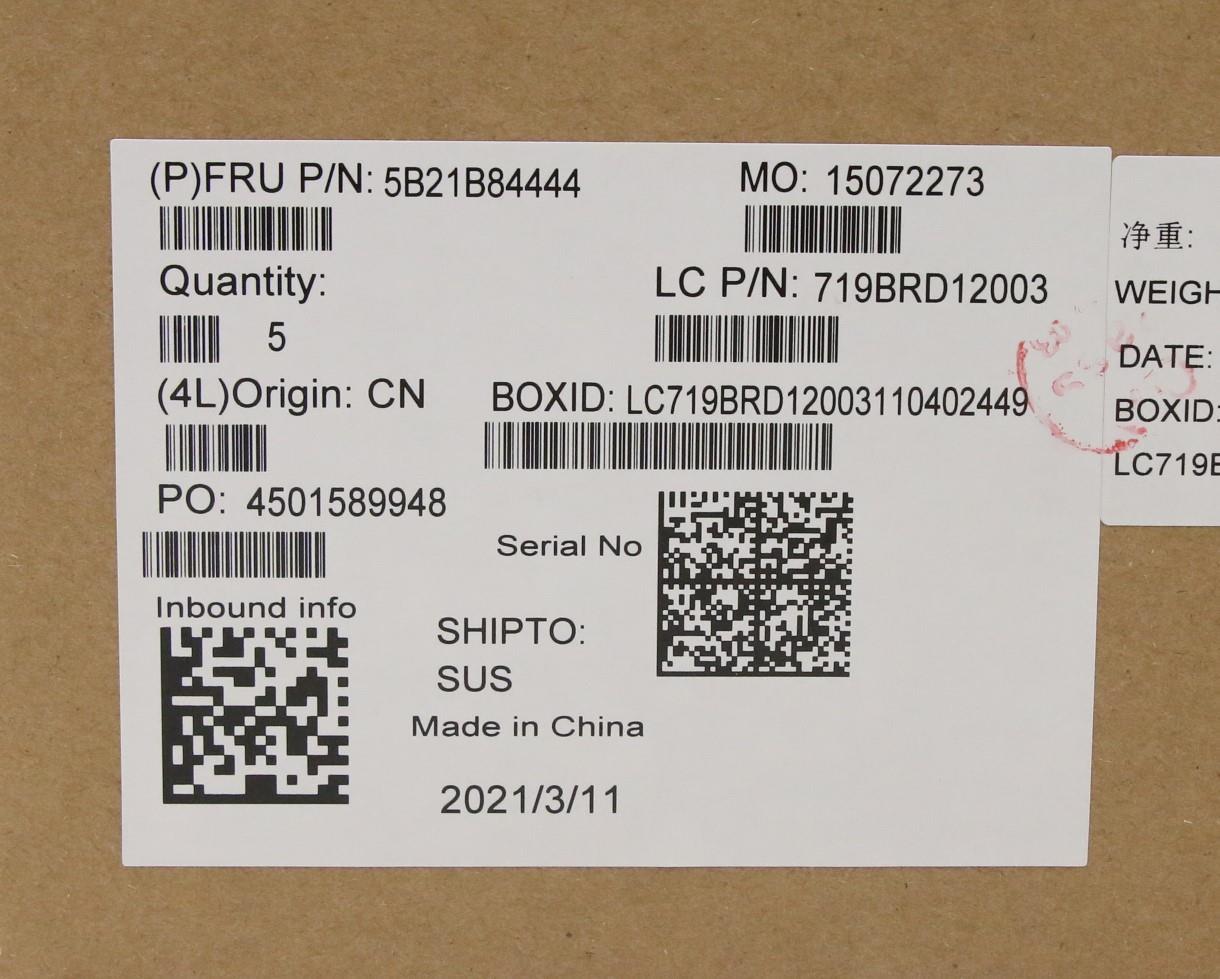 (P)FRU P/N: 5B21B84444
MO: 15072273
Quantity:
5
LC P/N: 719BRD12003
(4L)Origin: CN
BOXID: LC719BRD12003110402449
PO: 4501589948
Serial No
Inbound info
SHIPTO:
SUS
Made in China
2021/3/11
净重:
WEIGH
DATE:
BOXID:
LC719B